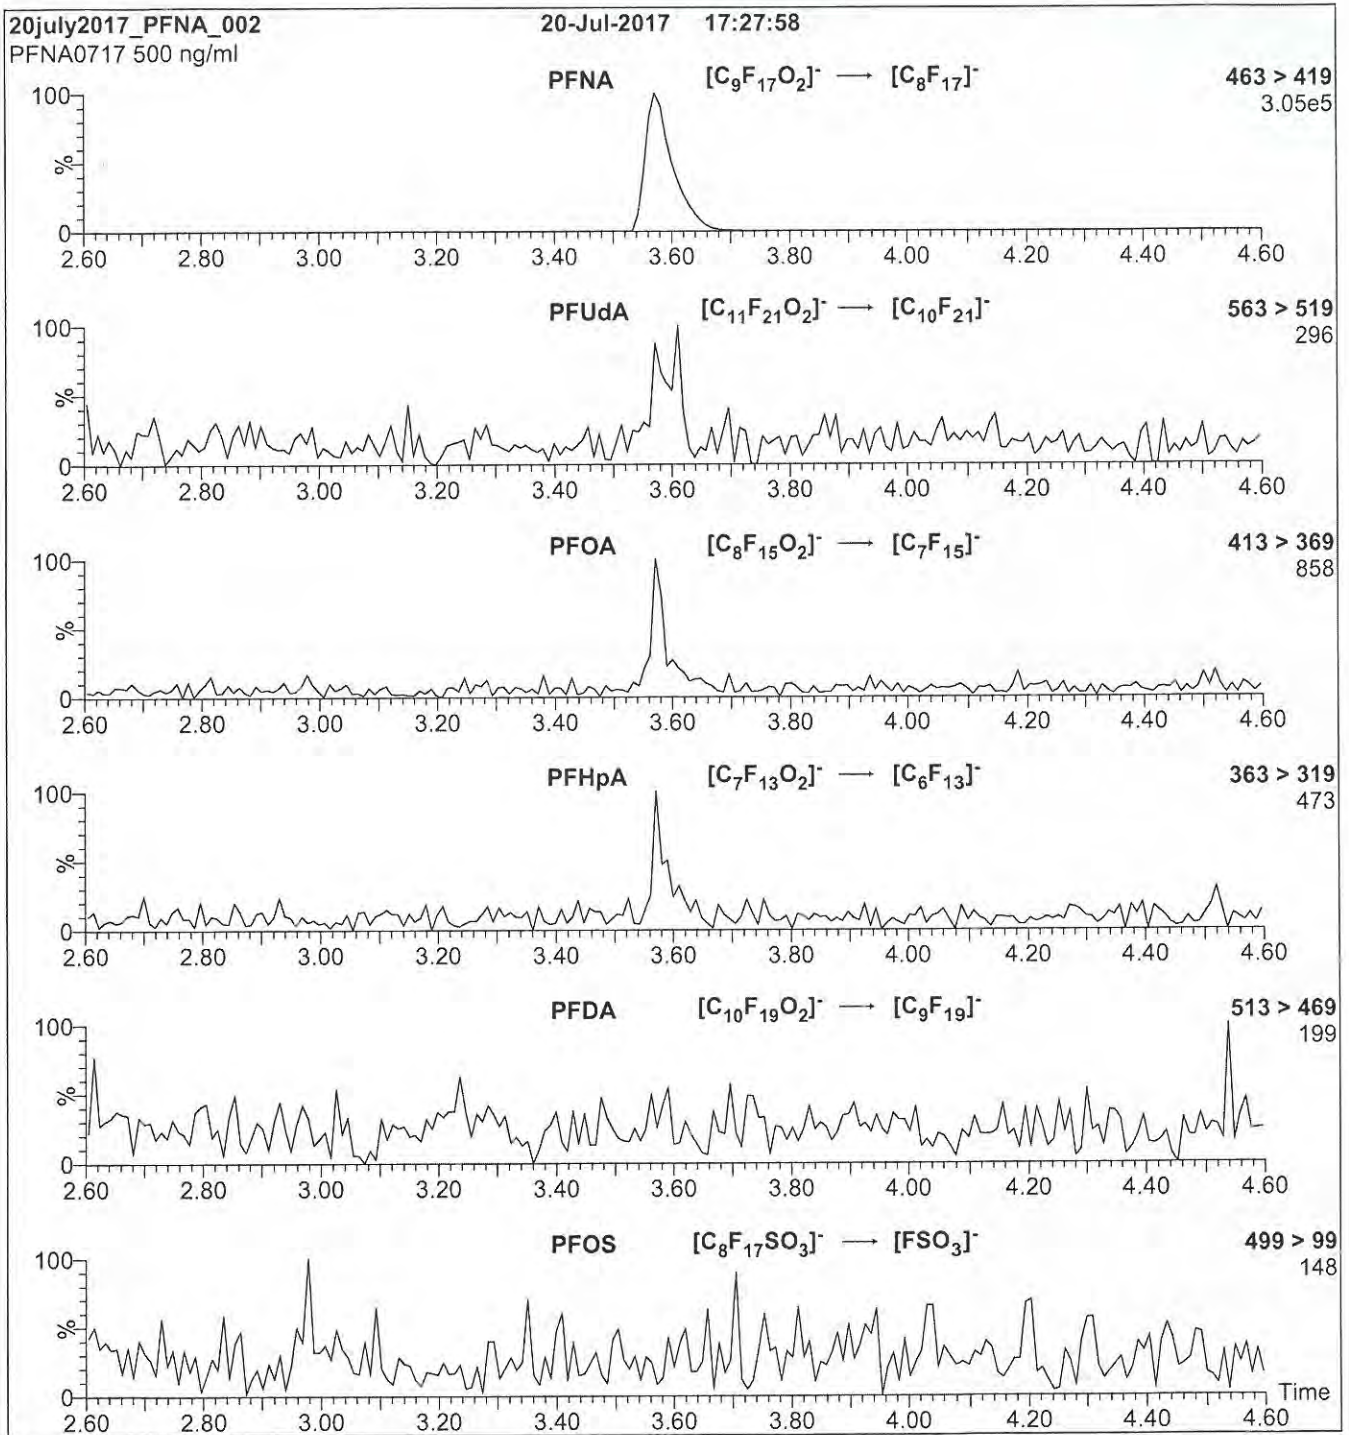 20july2017_PFNA_002 20-Jul-2017 17:27:58
PFNA0717 500 ng/ml
PFNA [C₉F₁₇O₂]⁻ → [C₈F₁₇]⁻ 463 > 419
3.05e5
100
%
0
2.60 2.80 3.00 3.20 3.40 3.60 3.80 4.00 4.20 4.40 4.60
PFUdA [C₁₁F₂₁O₂]⁻ → [C₁₀F₂₁]⁻ 563 > 519
296
100
%
0
2.60 2.80 3.00 3.20 3.40 3.60 3.80 4.00 4.20 4.40 4.60
PFOA [C₈F₁₅O₂]⁻ → [C₇F₁₅]⁻ 413 > 369
858
100
%
0
2.60 2.80 3.00 3.20 3.40 3.60 3.80 4.00 4.20 4.40 4.60
PFHpA [C₇F₁₃O₂]⁻ → [C₆F₁₃]⁻ 363 > 319
473
100
%
0
2.60 2.80 3.00 3.20 3.40 3.60 3.80 4.00 4.20 4.40 4.60
PFDA [C₁₀F₁₉O₂]⁻ → [C₉F₁₉]⁻ 513 > 469
199
100
%
0
2.60 2.80 3.00 3.20 3.40 3.60 3.80 4.00 4.20 4.40 4.60
PFOS [C₈F₁₇SO₃]⁻ → [FSO₃]⁻ 499 > 99
148
100
%
0
Time
2.60 2.80 3.00 3.20 3.40 3.60 3.80 4.00 4.20 4.40 4.60